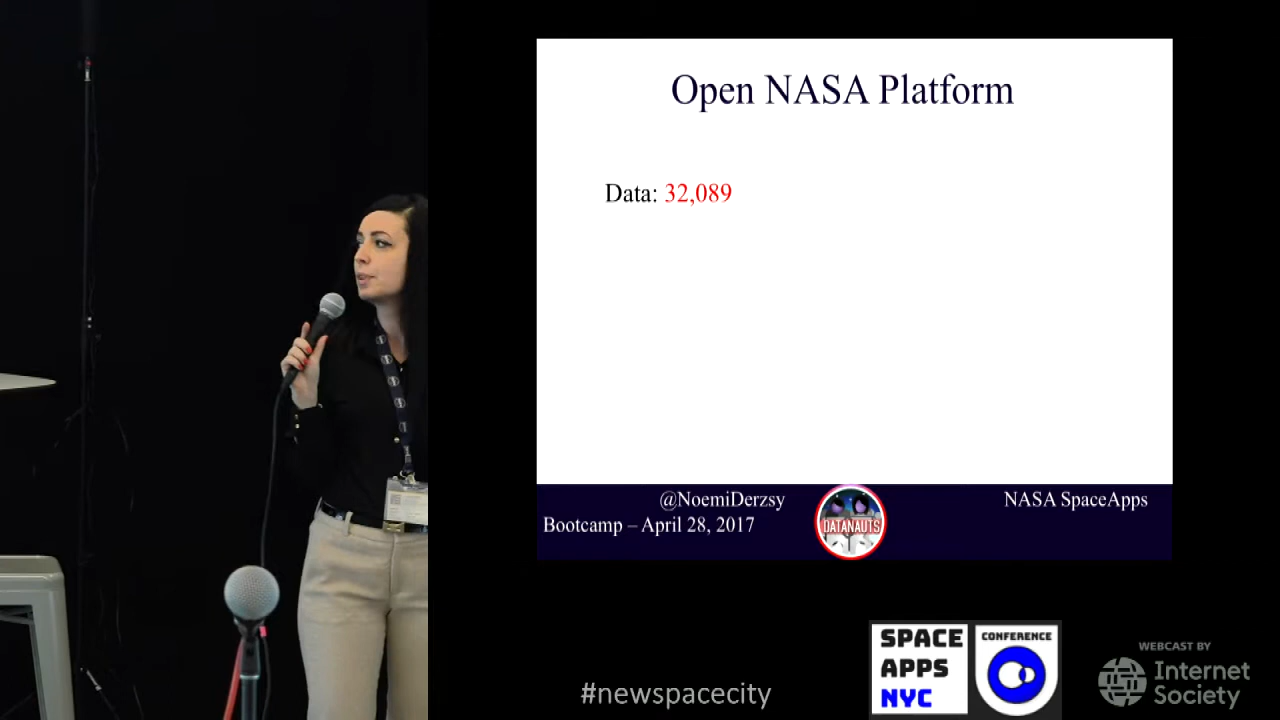 Open NASA Platform
Data: 32,089
@NoemiDerzsy
NASA SpaceApps
Bootcamp – April 28, 2017
DATANAUTS
SPACE
APPS
NYC
CONFERENCE
WEBCAST BY
Internet
Society
#newspacecity